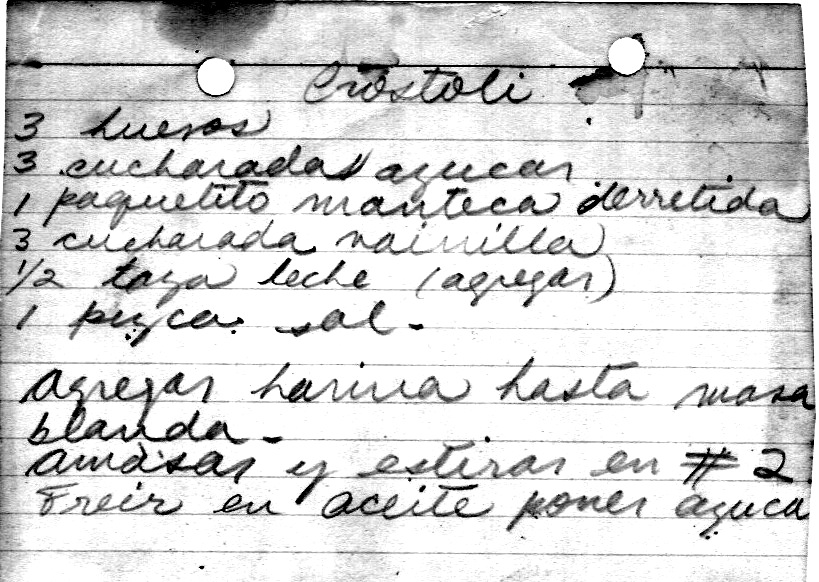 Crostoli
3 huevos
3 cucharadas azucar
1 paquetito manteca derretida
3 cucharada vainilla
1/2 taza leche (agregar)
1 pizca sal -
Agregar harina hasta masa
blanda -
amasar y estirar en # 2
Freir en aceite poner azuca